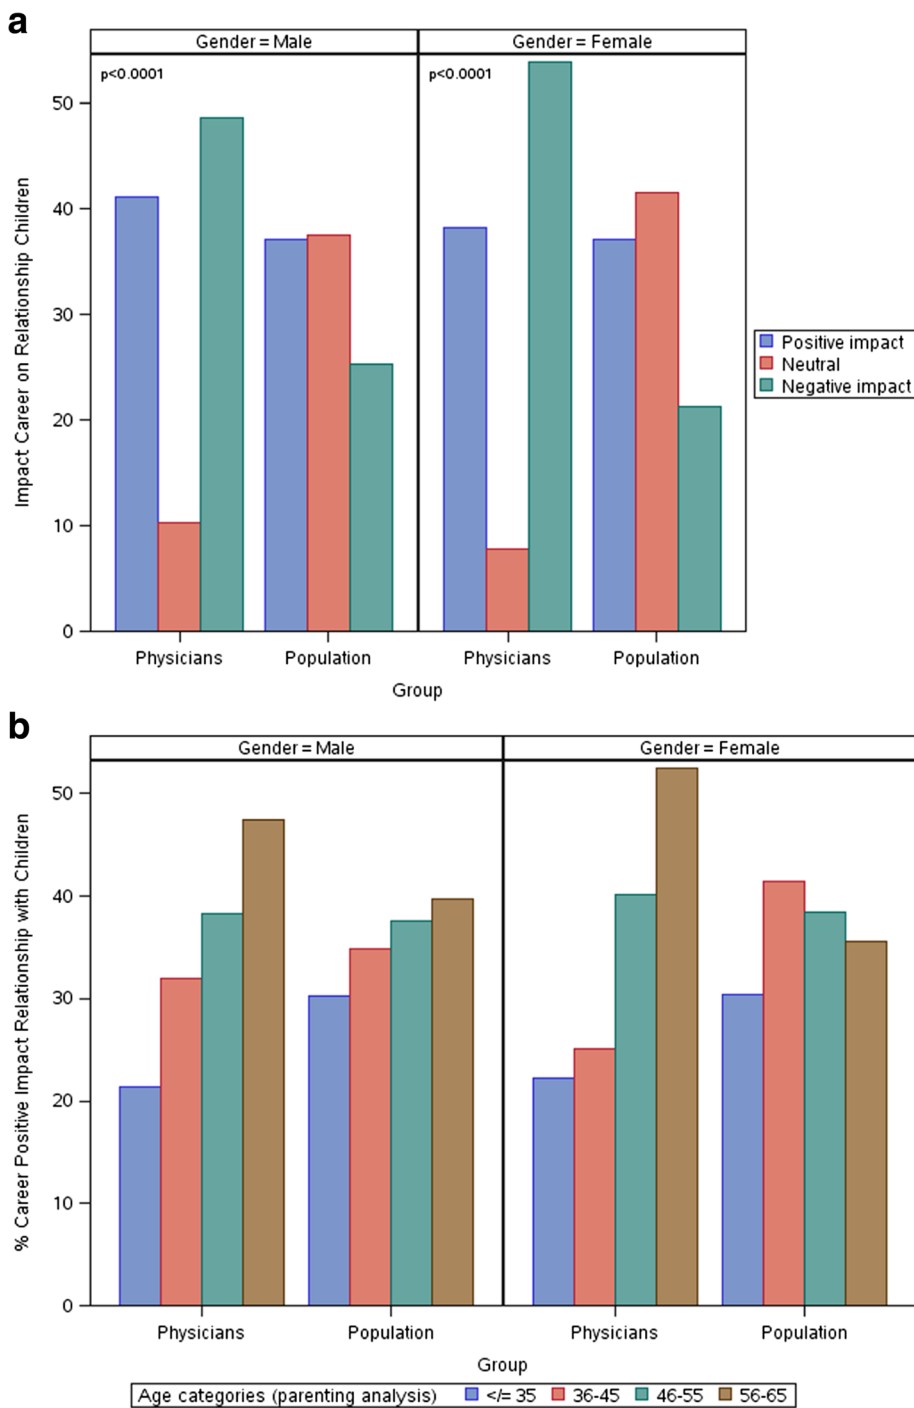 a
Gender = Male
Gender = Female
p<0.0001
p<0.0001
Impact Career on Relationship Children
50
40
30
20
10
0
Physicians
Population
Physicians
Population
Group
Positive impact
Neutral
Negative impact
b
Gender = Male
Gender = Female
% Career Positive Impact Relationship with Children
50
40
30
20
10
0
Physicians
Population
Physicians
Population
Group
Age categories (parenting analysis) </= 35 36-45 46-55 56-65